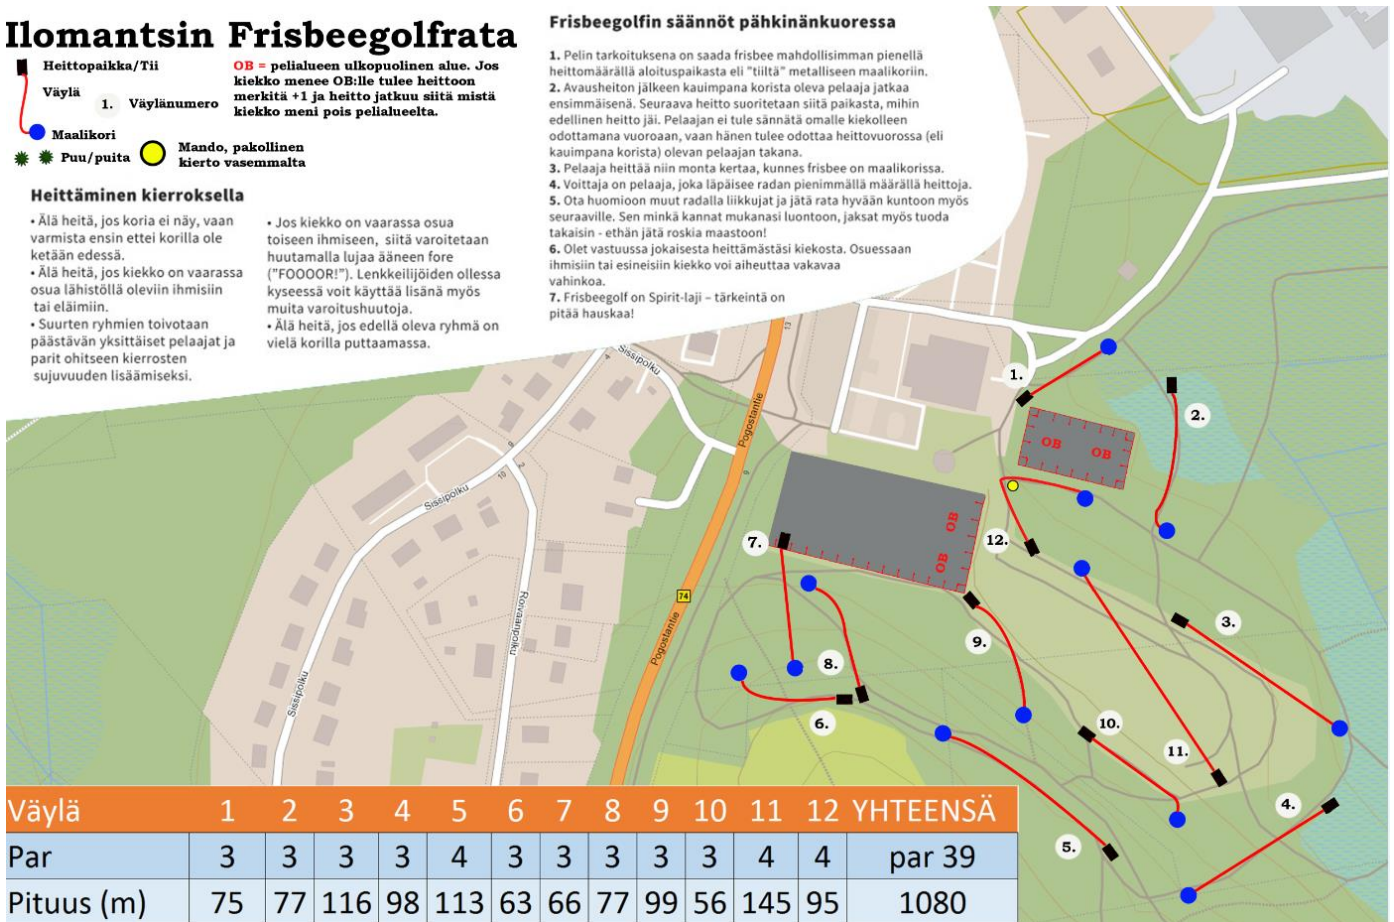 Ilomantsin Frisbeegolfrata
Heittopaikka/Tii
Väylä
1. Väylänumero
Maalikori
Puu/puita
OB = pelialueen ulkopuolinen alue. Jos
kiekko menee OB:lle tulee heittoon
merkitä +1 ja heitto jatkuu siitä mistä
kiekko meni pois pelialueelta.
Mando, pakollinen
kierto vasemmalta
Heittäminen kierroksella
• Älä heitä, jos koria ei näy, vaan
varmista ensin ettei korilla ole
ketään edessä.
• Älä heitä, jos kiekko on vaarassa
osua lähistöllä oleviin ihmisiin
tai eläimiin.
• Suurten ryhmien toivotaan
päästävän yksittäiset pelaajat ja
parit ohitseen kierrosten
sujuvuuden lisäämiseksi.
• Jos kiekko on vaarassa osua
toiseen ihmiseen, siitä varoitetaan
huutamalla lujaa ääneen fore
("FOOOOR!"). Lenkkeilijöiden ollessa
kyseessä voit käyttää lisänä myös
muita varoitushuutoja.
• Älä heitä, jos edellä oleva ryhmä on
vielä korilla puttaamassa.
Frisbeegolfin säännöt pähkinänkuoressa
1. Pelin tarkoituksena on saada frisbee mahdollisimman pienellä
heittomäärällä aloituspaikasta eli "tiiltä" metalliseen maalikoriin.
2. Avausheiton jälkeen kauimpana korista oleva pelaaja jatkaa
ensimmäisenä. Seuraava heitto suoritetaan siitä paikasta, mihin
edellinen heitto jäi. Pelaajan ei tule sännätä omalle kiekolleen
odottamana vuoroaan, vaan hänen tulee odottaa heittovuorossa (eli
kauimpana korista) olevan pelaajan takana.
3. Pelaaja heittää niin monta kertaa, kunnes frisbee on maalikorissa.
4. Voittaja on pelaaja, joka läpäisee radan pienimmällä määrällä heittoja.
5. Ota huomioon muut radalla liikkujat ja jätä rata hyvään kuntoon myös
seuraaville. Sen minkä kannat mukanasi luontoon, jaksat myös tuoda
takaisin - ethän jätä roskia maastoon!
6. Olet vastuussa jokaisesta heittämästäsi kiekosta. Osuessaan
ihmisiin tai esineisiin kiekko voi aiheuttaa vakavaa
vahinkoa.
7. Frisbeegolf on Spirit-laji – tärkeintä on
pitää hauskaa!
13
Sissipolku
4
1.
2.
Pogostantie
OB
OB
9
2
10
8
Sissipolku
OB
OB
7.
12.
74
Roivaanpolku
Pogostantie
3.
9.
8.
Sissipolku
6.
10.
11.
4.
5.
Väylä 1 2 3 4 5 6 7 8 9 10 11 12 YHTEENSÄ
Par 3 3 3 3 4 3 3 3 3 3 4 4 par 39
Pituus (m) 75 77 116 98 113 63 66 77 99 56 145 95 1080